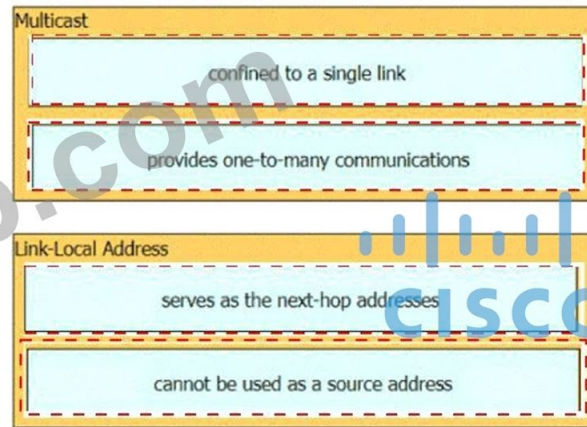 Multicast
confined to a single link
provides one-to-many communications
Link-Local Address
serves as the next-hop addresses
cannot be used as a source address
cisco
.com